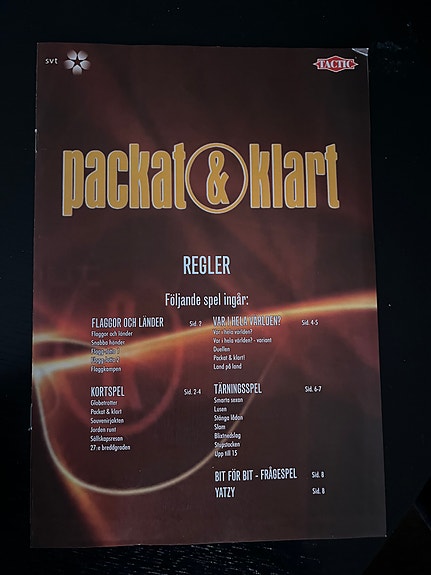 svt
TACTIC
packat & klart
REGLER
Följande spel ingår:
FLAGGOR OCH LÄNDER Sid. 2
Flaggor och länder
Snabba händer
Flaggkampen
KORTSPEL Sid. 2-4
Globetrotter
Packat & klart
Souvenirjakten
Jorden runt
Sällskapsresan
27:e breddgraden
VAR I HELA VÄRLDEN? Sid. 4-5
Var i hela världen?
Var i hela världen? - variant
Duellen
Packat & klart!
Land på land
TÄRNINGSSPEL Sid. 6-7
Smarta sexan
Lusen
Stänga lådan
Slam
Blixtnedslag
Stupstocken
Upp till 15
BIT FÖR BIT - FRÅGESPEL Sid. 8
YATZY Sid. 8